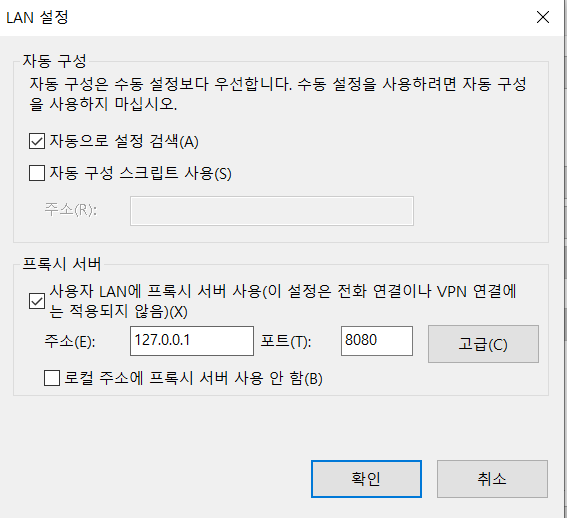 LAN 설정
자동 구성
자동 구성은 수동 설정보다 우선합니다. 수동 설정을 사용하려면 자동 구성
을 사용하지 마십시오.
자동으로 설정 검색(A)
자동 구성 스크립트 사용(S)
주소(R):
프록시 서버
사용자 LAN에 프록시 서버 사용(이 설정은 전화 연결이나 VPN 연결에
는 적용되지 않음)(X)
주소(E): 127.0.0.1 포트(T): 8080 고급(C)
로컬 주소에 프록시 서버 사용 안 함(B)
확인 취소